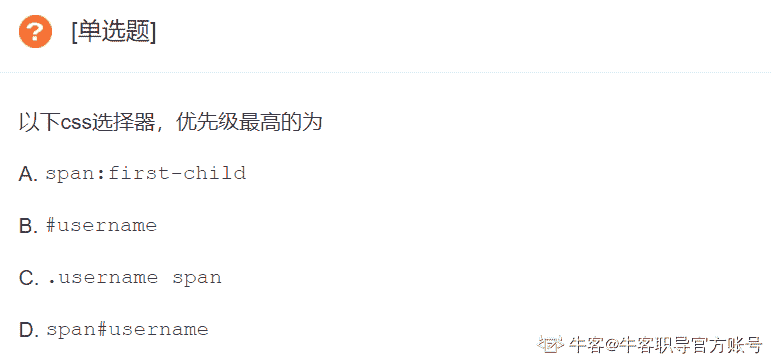 ?
[单选题]
以下css选择器，优先级最高的为
A. span:first-child
B. #username
C. .username span
D. span#username
牛客@牛客职导官方账号